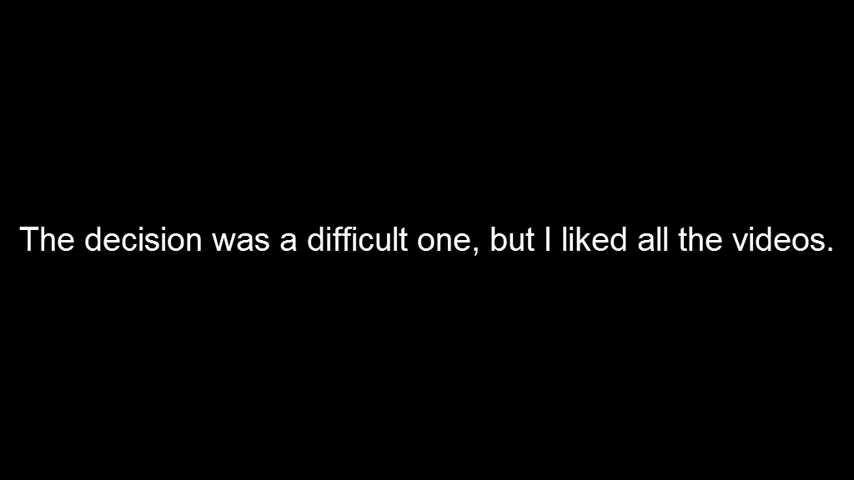 The decision was a difficult one, but I liked all the videos.